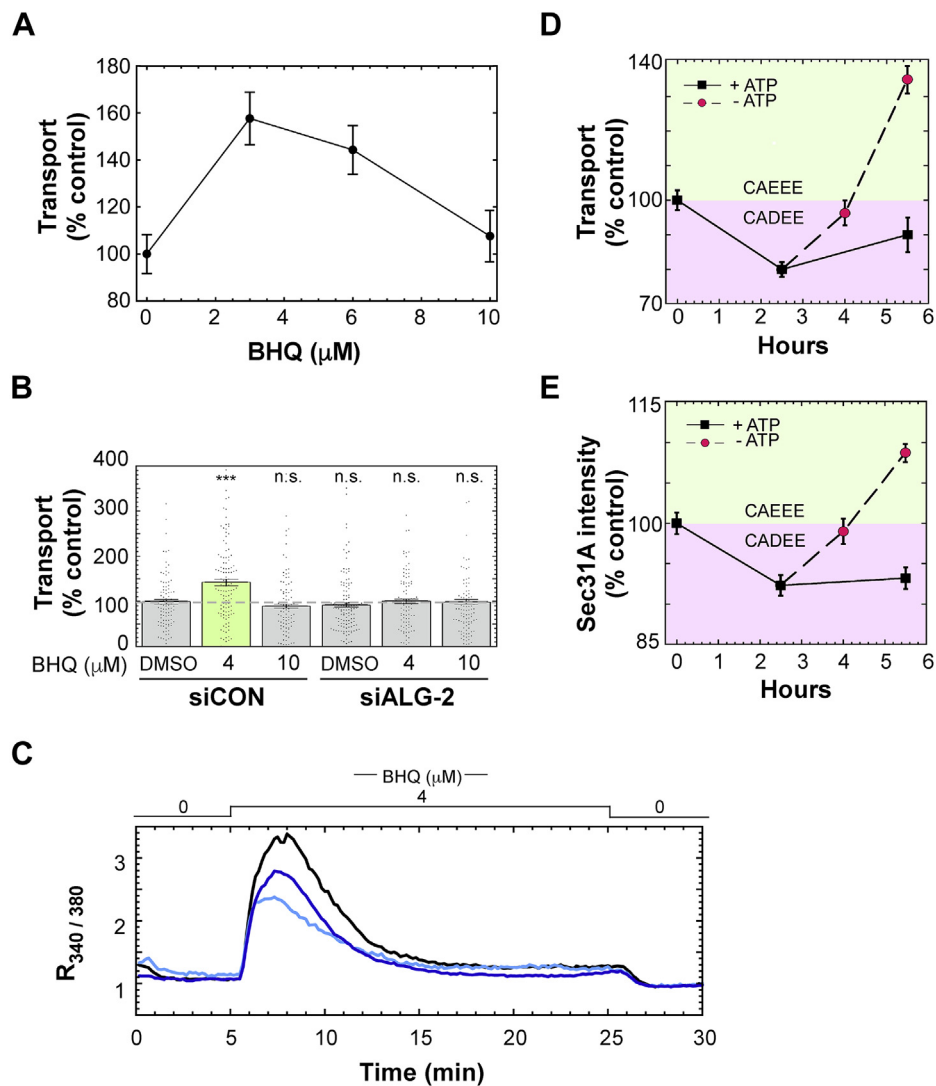 A
180
160
140
120
100
80
Transport
(% control)
0 2 4 6 8 10
BHQ (μM)
D
140
100
70
Transport
(% control)
+ ATP
- ATP
CAEEE
CADEE
0 1 2 3 4 5 6
Hours
B
400
300
200
100
0
Transport
(% control)
*** n.s. n.s. n.s. n.s.
BHQ (μM) DMSO 4 10 DMSO 4 10
siCON siALG-2
E
115
100
85
Sec31A intensity
(% control)
+ ATP
- ATP
CAEEE
CADEE
0 1 2 3 4 5 6
Hours
C
BHQ (μM)
0 4 0
3
2
1
R340 / 380
0 5 10 15 20 25 30
Time (min)